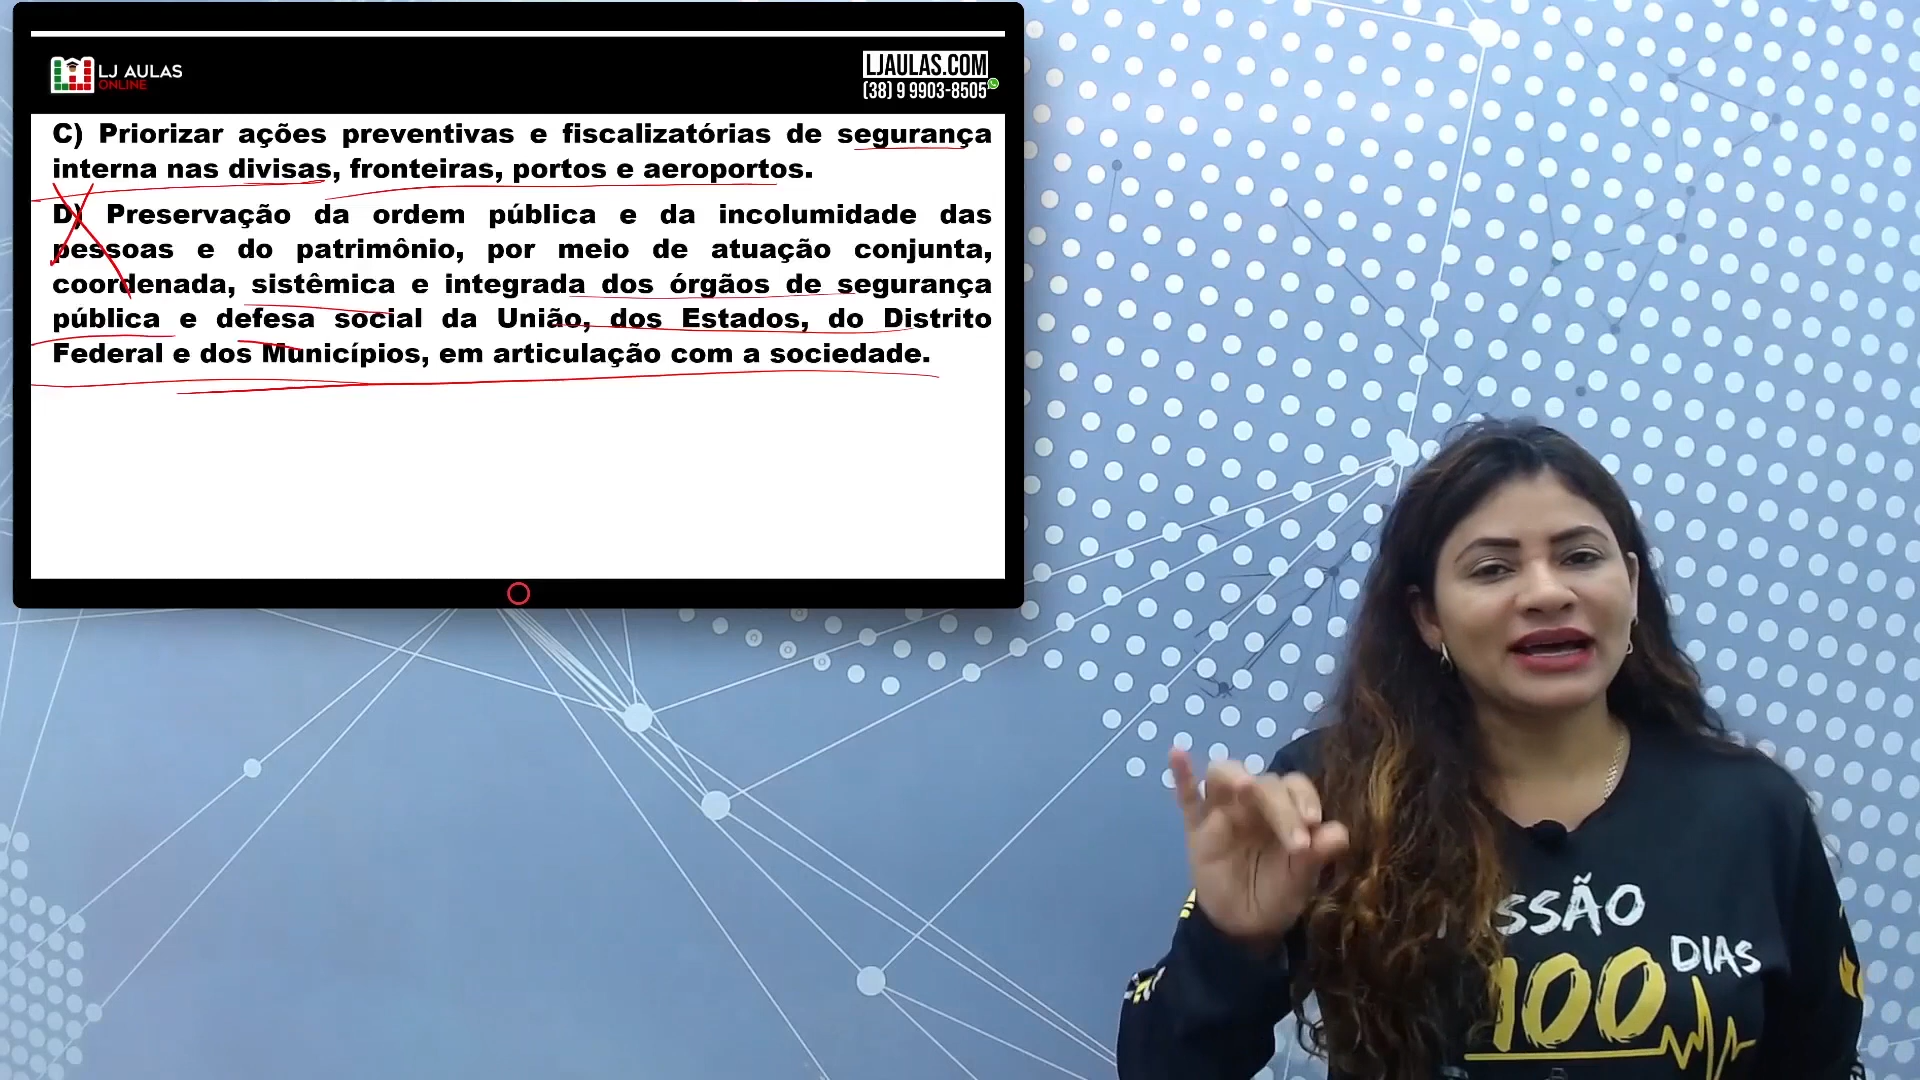 LJ AULAS
ONLINE
LJAULAS.COM
(38) 9 9903-8505
C) Priorizar ações preventivas e fiscalizatórias de segurança
interna nas divisas, fronteiras, portos e aeroportos.
D) Preservação da ordem pública e da incolumidade das
pessoas e do patrimônio, por meio de atuação conjunta,
coordenada, sistêmica e integrada dos órgãos de segurança
pública e defesa social da União, dos Estados, do Distrito
Federal e dos Municípios, em articulação com a sociedade.
SSÃO
100 DIAS